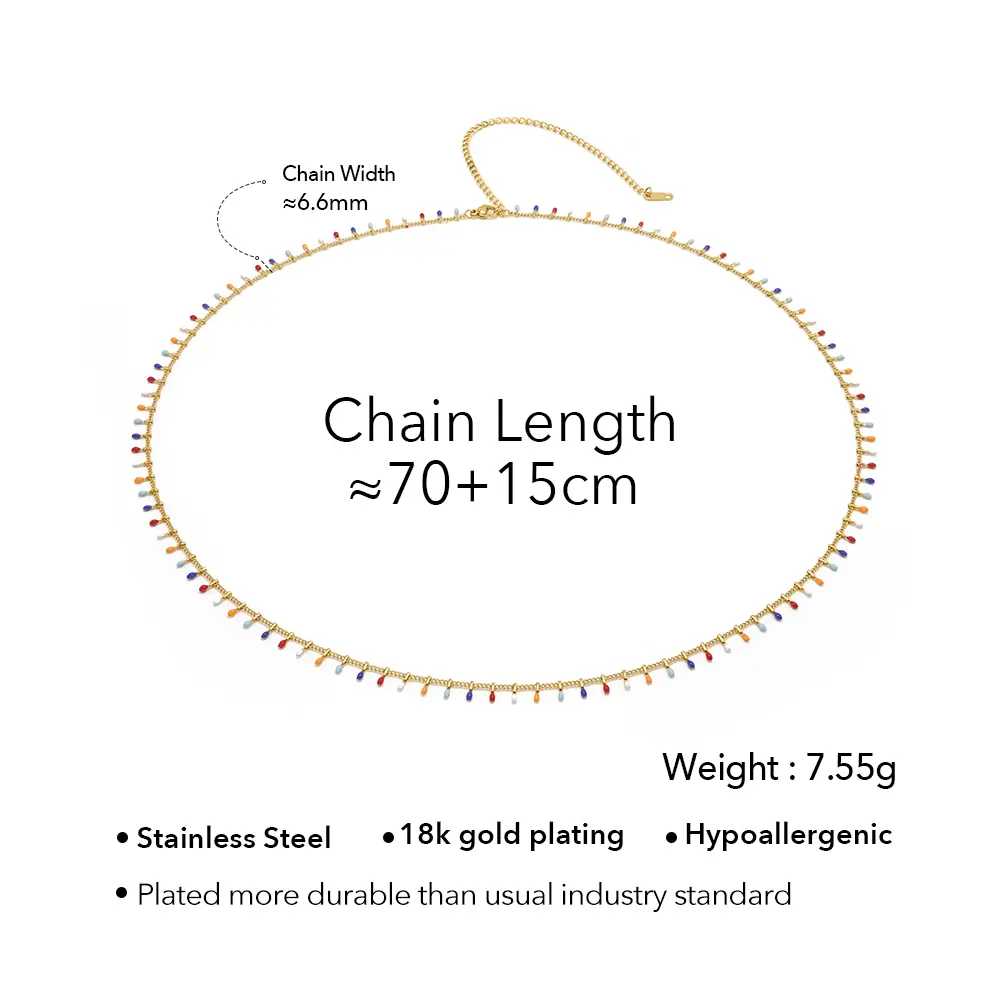 Chain Width
≈6.6mm
Chain Length
≈70+15cm
Weight : 7.55g
• Stainless Steel
• 18k gold plating
• Hypoallergenic
• Plated more durable than usual industry standard